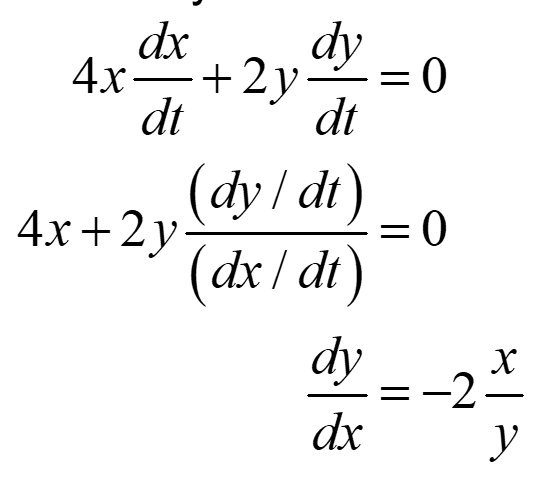 4x dx/dt + 2y dy/dt = 0
4x + 2y (dy / dt)/(dx / dt) = 0
dy/dx = −2 x/y